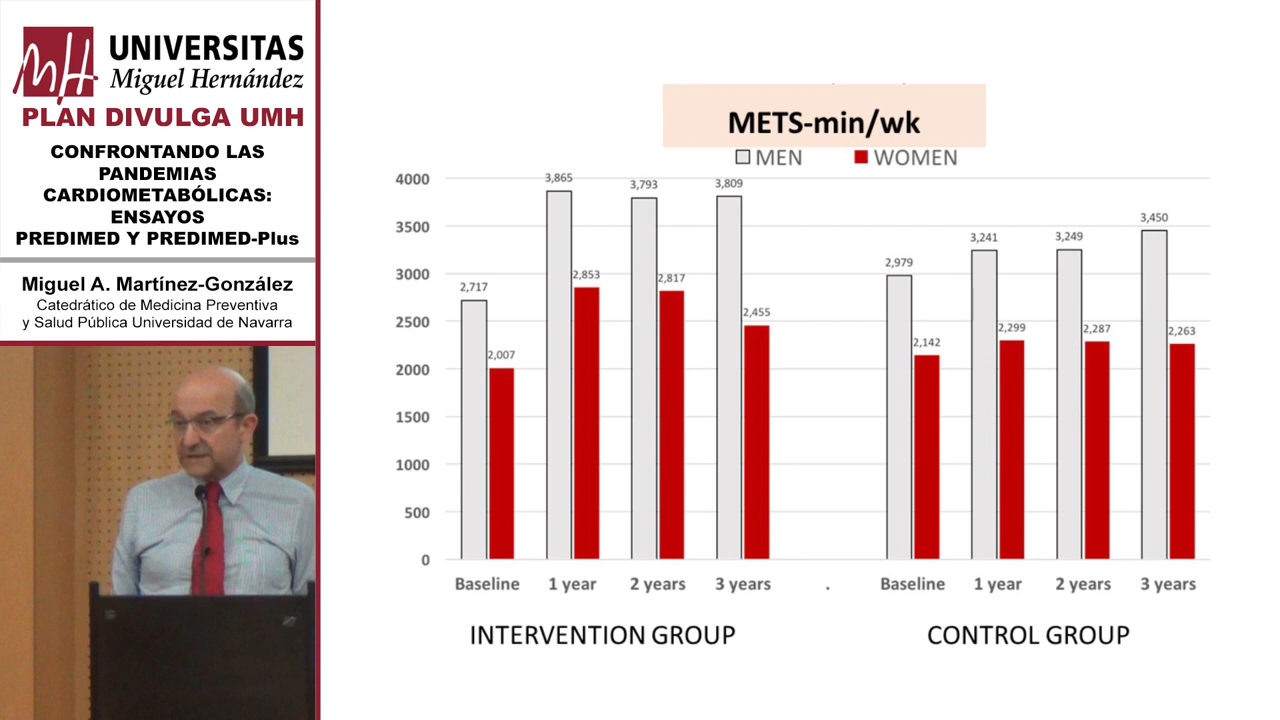 UNIVERSITAS
Miguel Hernández
PLAN DIVULGA UMH
CONFRONTANDO LAS
PANDEMIAS
CARDIOMETABÓLICAS:
ENSAYOS
PREDIMED Y PREDIMED-Plus
Miguel A. Martínez-González
Catedrático de Medicina Preventiva
y Salud Pública Universidad de Navarra
METS-min/wk
MEN WOMEN
4000
3500
3000
2500
2000
1500
1000
500
0
2,717
2,007
3,865
2,853
3,793
2,817
3,809
2,455
2,979
2,142
3,241
2,299
3,249
2,287
3,450
2,263
Baseline 1 year 2 years 3 years . Baseline 1 year 2 years 3 years
INTERVENTION GROUP CONTROL GROUP